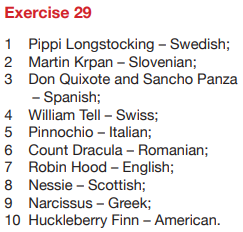 Exercise 29
1 Pippi Longstocking – Swedish;
2 Martin Krpan – Slovenian;
3 Don Quixote and Sancho Panza
– Spanish;
4 William Tell – Swiss;
5 Pinnochio – Italian;
6 Count Dracula – Romanian;
7 Robin Hood – English;
8 Nessie – Scottish;
9 Narcissus – Greek;
10 Huckleberry Finn – American.